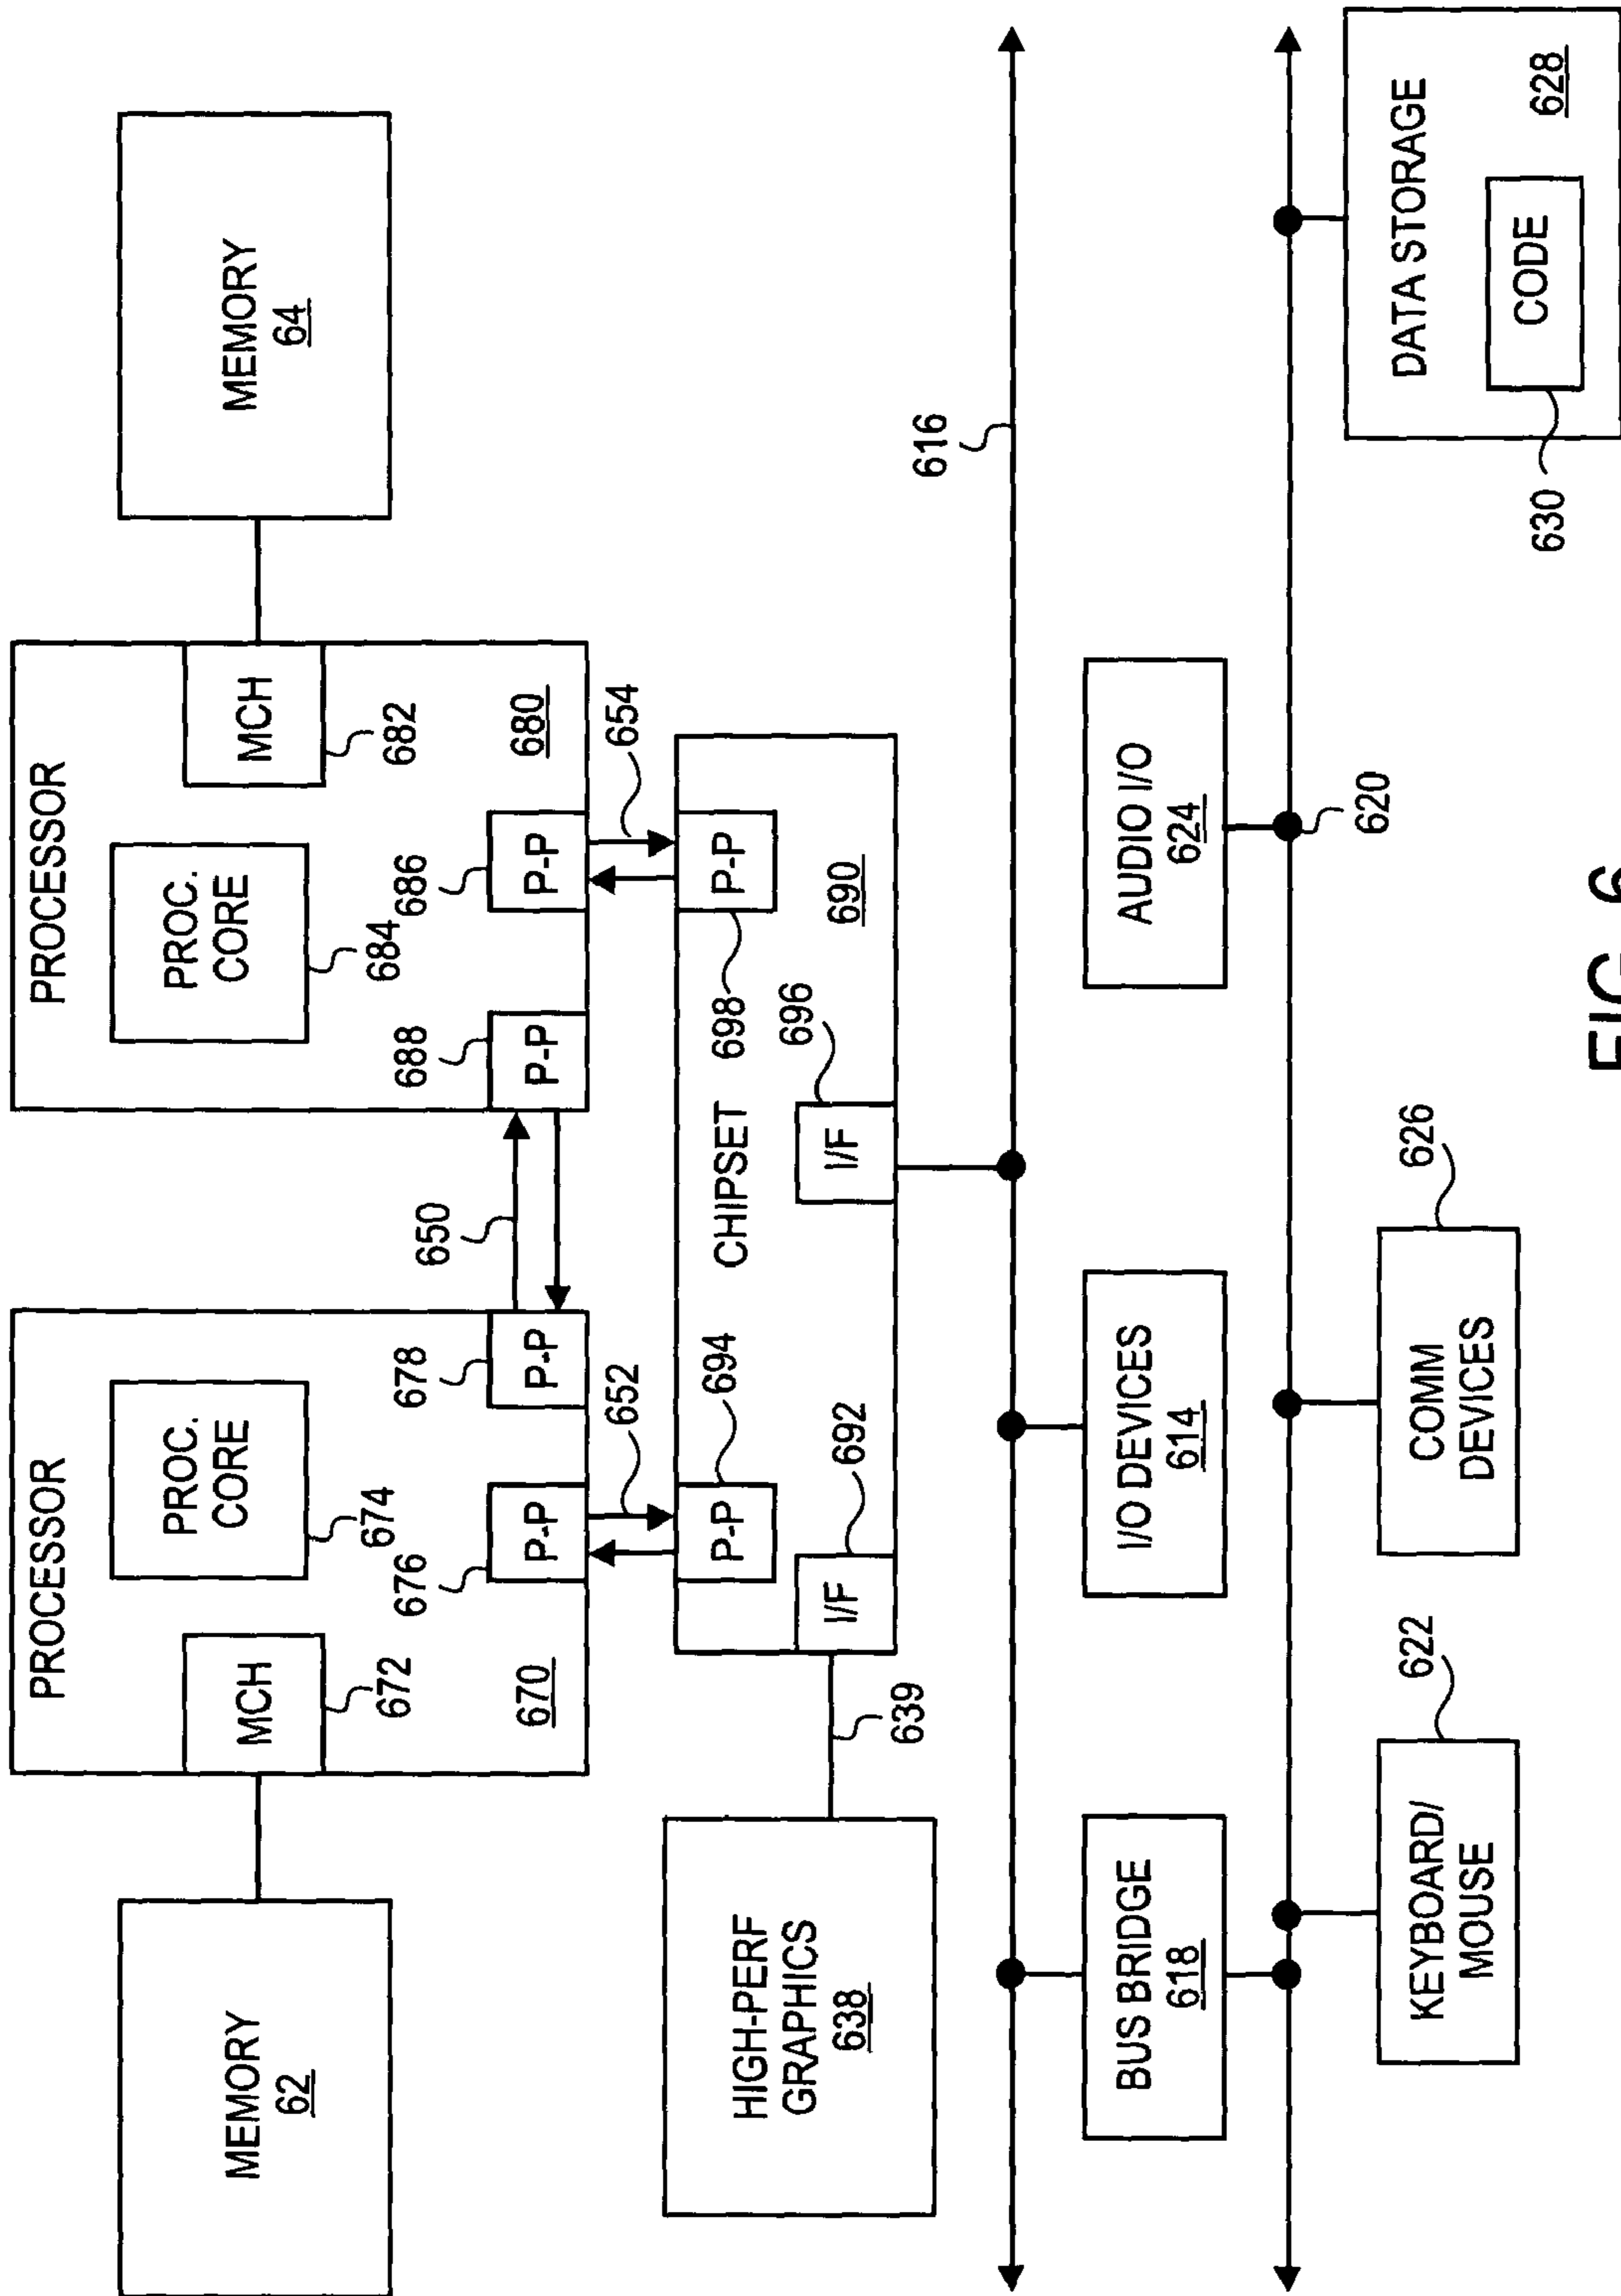 MEMORY
62
PROCESSOR
PROC.
CORE
674
MCH
672
676
678
P-P
P-P
670
650
PROCESSOR
PROC.
CORE
684
MCH
682
688
686
P-P
P-P
680
MEMORY
64
652
654
HIGH-PERF
GRAPHICS
638
639
P-P
694
CHIPSET
P-P
698
690
I/F
692
I/F
696
616
BUS BRIDGE
618
I/O DEVICES
614
AUDIO I/O
624
620
KEYBOARD/
MOUSE
622
COMM
DEVICES
626
DATA STORAGE
628
CODE
630
FIG. 6